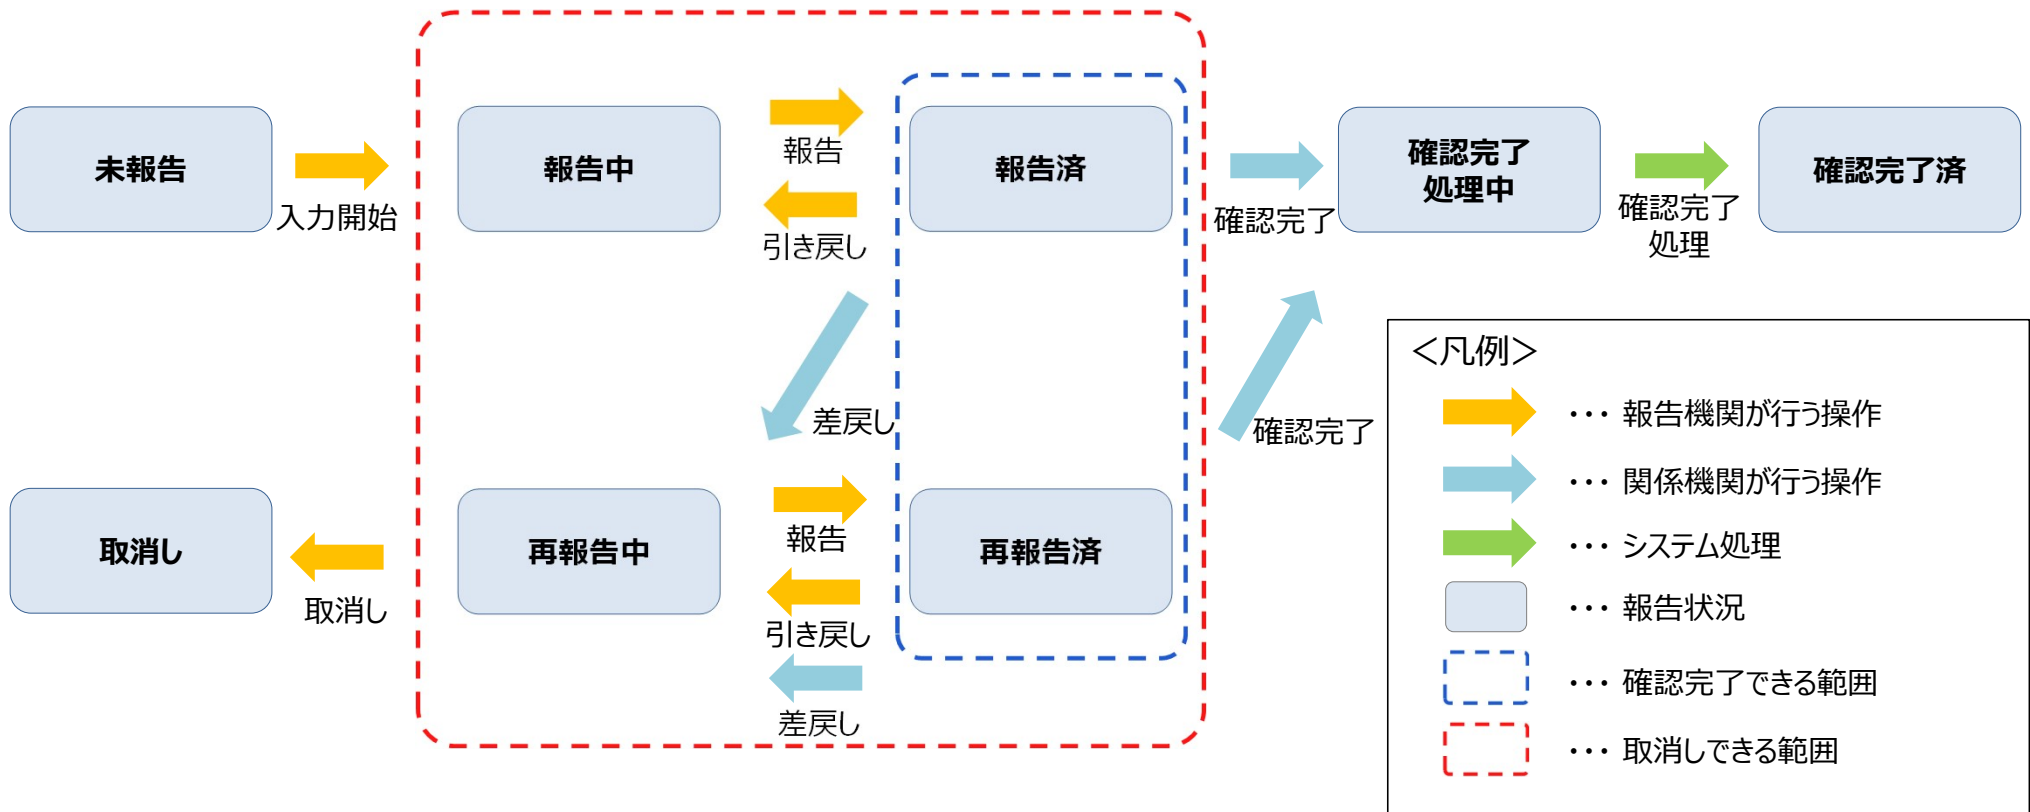 未報告
入力開始
報告中
報告
引き戻し
報告済
確認完了
確認完了
処理中
確認完了
処理
確認完了済
差戻し
確認完了
取消し
取消し
再報告中
報告
引き戻し
差戻し
再報告済
＜凡例＞
・・・ 報告機関が行う操作
・・・ 関係機関が行う操作
・・・ システム処理
・・・ 報告状況
・・・ 確認完了できる範囲
・・・ 取消しできる範囲